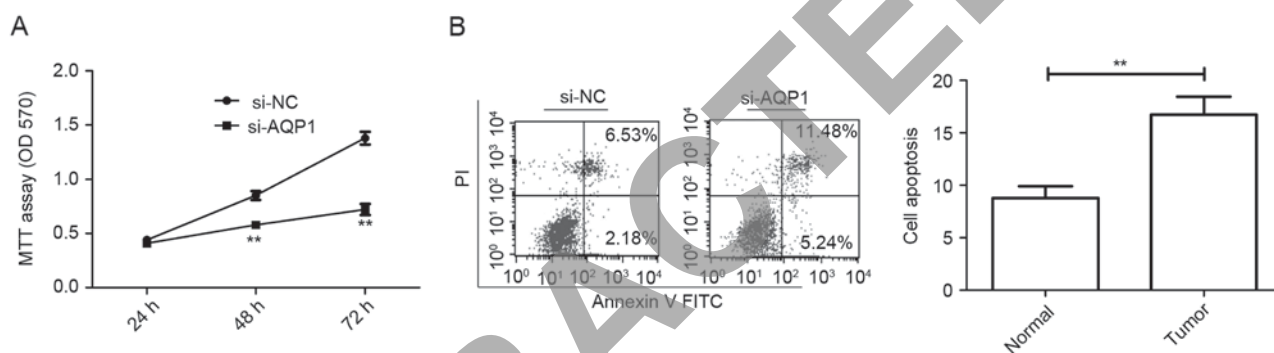 A
2.0
1.5
1.0
0.5
0.0
MTT assay (OD 570)
si-NC
si-AQP1
**
**
24 h
48 h
72 h
B
si-NC
si-AQP1
PI
10⁴
10³
10²
10¹
10⁰
6.53%
2.18%
10⁰ 10¹ 10² 10³ 10⁴
10⁴
10³
10²
10¹
10⁰
11.48%
5.24%
10⁰ 10¹ 10² 10³ 10⁴
Annexin V FITC
Cell apoptosis
20
15
10
5
0
**
Normal
Tumor